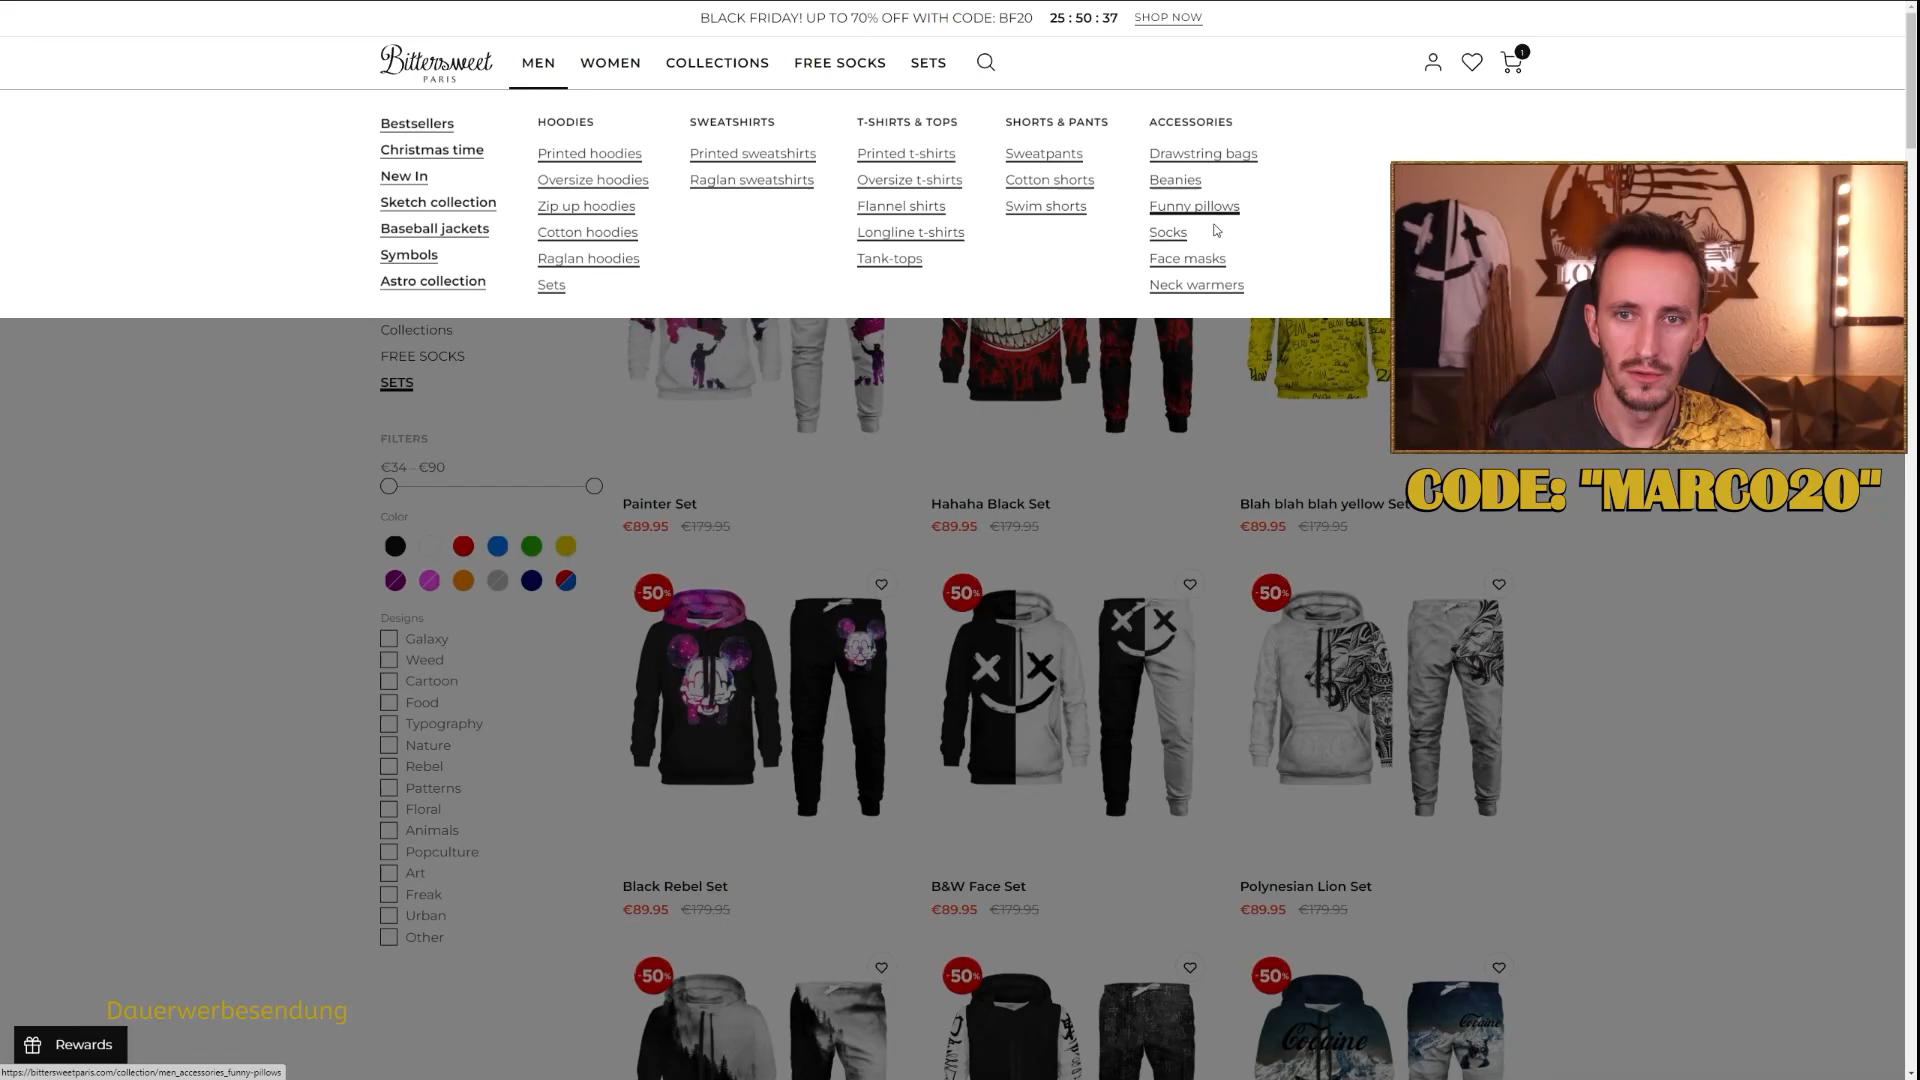 BLACK FRIDAY! UP TO 70% OFF WITH CODE: BF20 25 : 50 : 37 SHOP NOW
Bittersweet
PARIS
MEN WOMEN COLLECTIONS FREE SOCKS SETS
1
Bestsellers
Christmas time
New In
Sketch collection
Baseball jackets
Symbols
Astro collection
HOODIES
Printed hoodies
Oversize hoodies
Zip up hoodies
Cotton hoodies
Raglan hoodies
Sets
SWEATSHIRTS
Printed sweatshirts
Raglan sweatshirts
T-SHIRTS & TOPS
Printed t-shirts
Oversize t-shirts
Flannel shirts
Longline t-shirts
Tank-tops
SHORTS & PANTS
Sweatpants
Cotton shorts
Swim shorts
ACCESSORIES
Drawstring bags
Beanies
Funny pillows
Socks
Face masks
Neck warmers
CODE: "MARCO20"
Collections
FREE SOCKS
SETS
FILTERS
€34 - €90
Color
Designs
Galaxy
Weed
Cartoon
Food
Typography
Nature
Rebel
Patterns
Floral
Animals
Popculture
Art
Freak
Urban
Other
Painter Set
€89.95 €179.95
Hahaha Black Set
€89.95 €179.95
Blah blah blah yellow Set
€89.95 €179.95
-50%
-50%
-50%
Black Rebel Set
€89.95 €179.95
B&W Face Set
€89.95 €179.95
Polynesian Lion Set
€89.95 €179.95
-50%
-50%
-50%
Cocaine
Cocaine
Dauerwerbesendung
Rewards
https://bittersweetparis.com/collection/men_accessories_funny-pillows